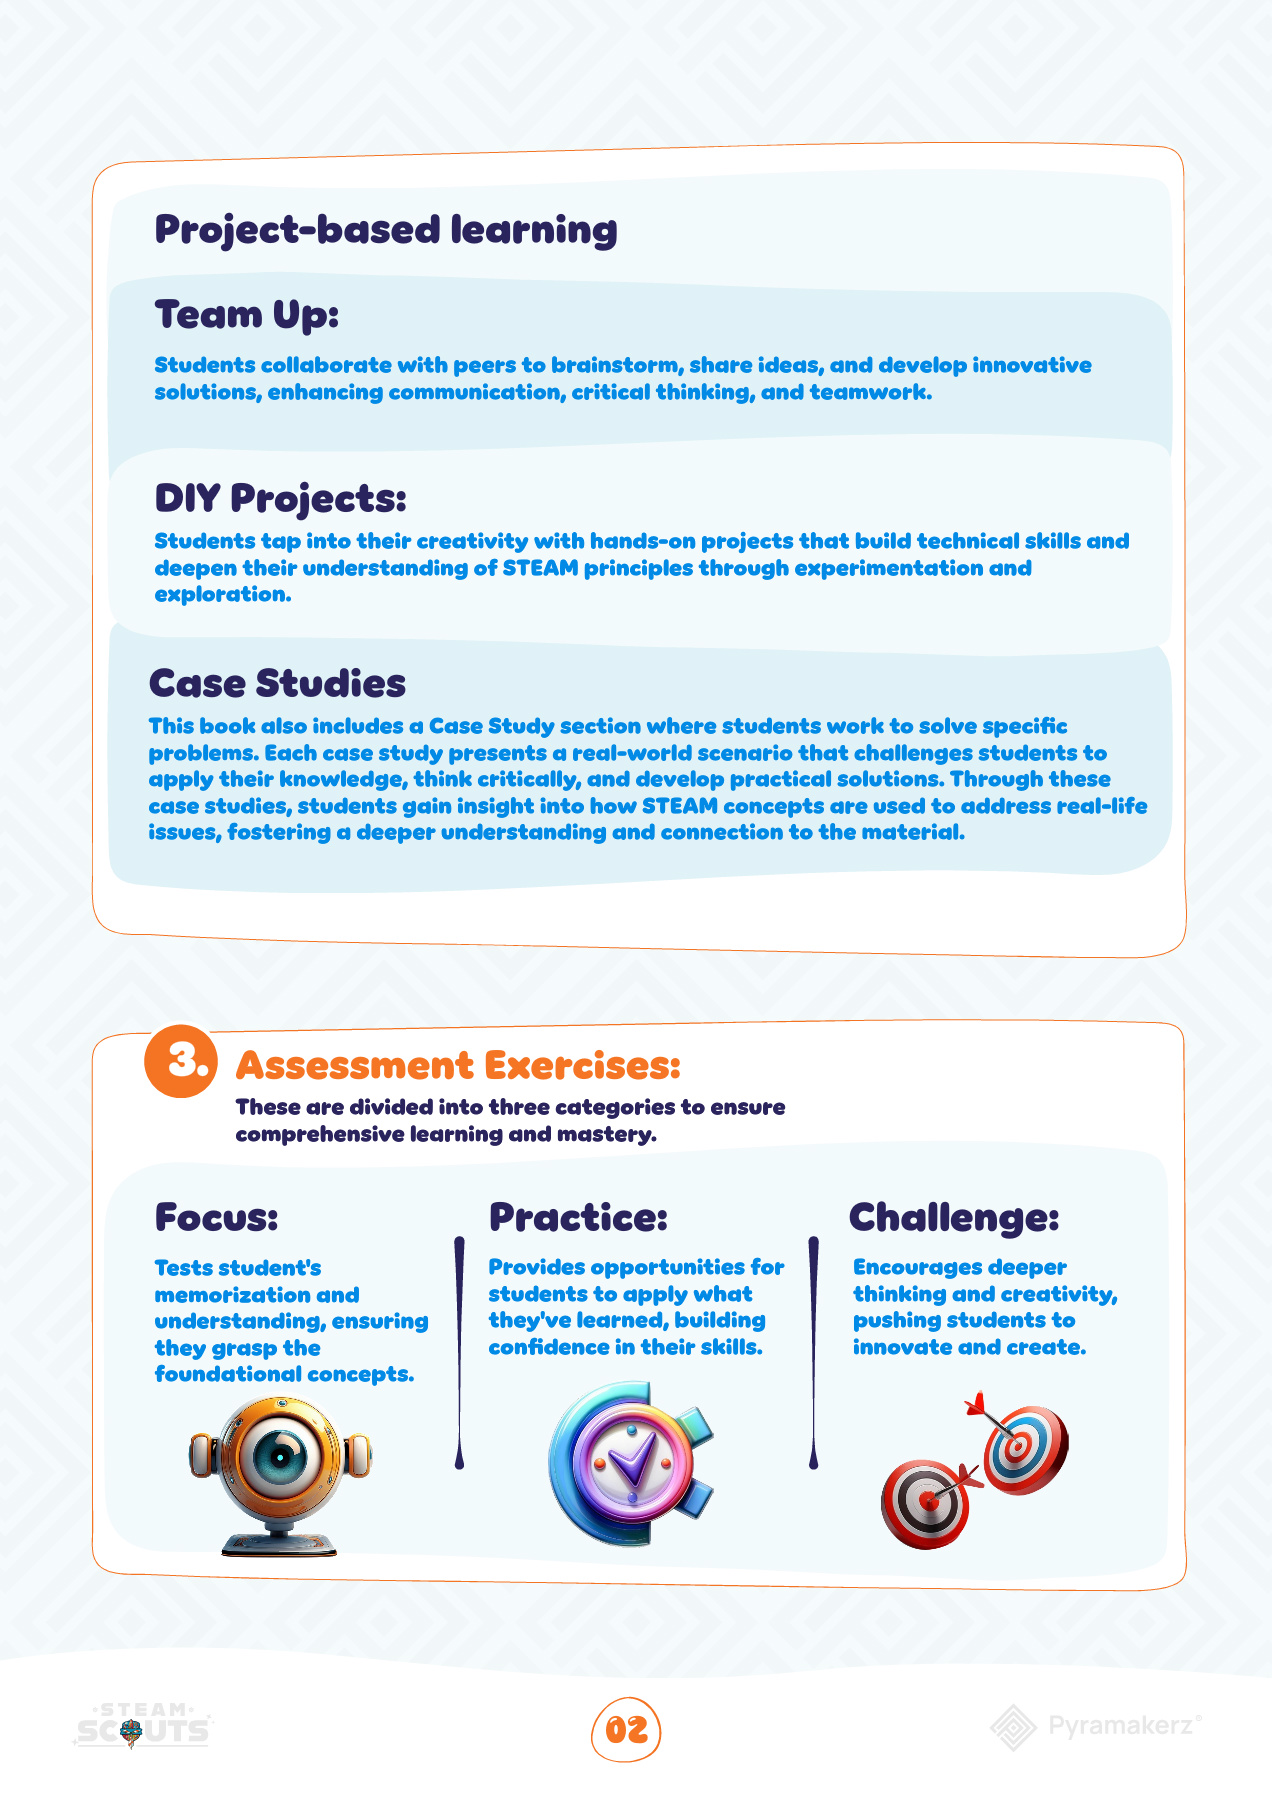 Project-based learning
Team Up:
Students collaborate with peers to brainstorm, share ideas, and develop innovative
solutions, enhancing communication, critical thinking, and teamwork.
DIY Projects:
Students tap into their creativity with hands-on projects that build technical skills and
deepen their understanding of STEAM principles through experimentation and
exploration.
Case Studies
This book also includes a Case Study section where students work to solve specific
problems. Each case study presents a real-world scenario that challenges students to
apply their knowledge, think critically, and develop practical solutions. Through these
case studies, students gain insight into how STEAM concepts are used to address real-life
issues, fostering a deeper understanding and connection to the material.
3. Assessment Exercises:
These are divided into three categories to ensure
comprehensive learning and mastery.
Focus:
Tests student's
memorization and
understanding, ensuring
they grasp the
foundational concepts.
Practice:
Provides opportunities for
students to apply what
they've learned, building
confidence in their skills.
Challenge:
Encourages deeper
thinking and creativity,
pushing students to
innovate and create.
STEAM
SCOUTS
02
Pyramakerz